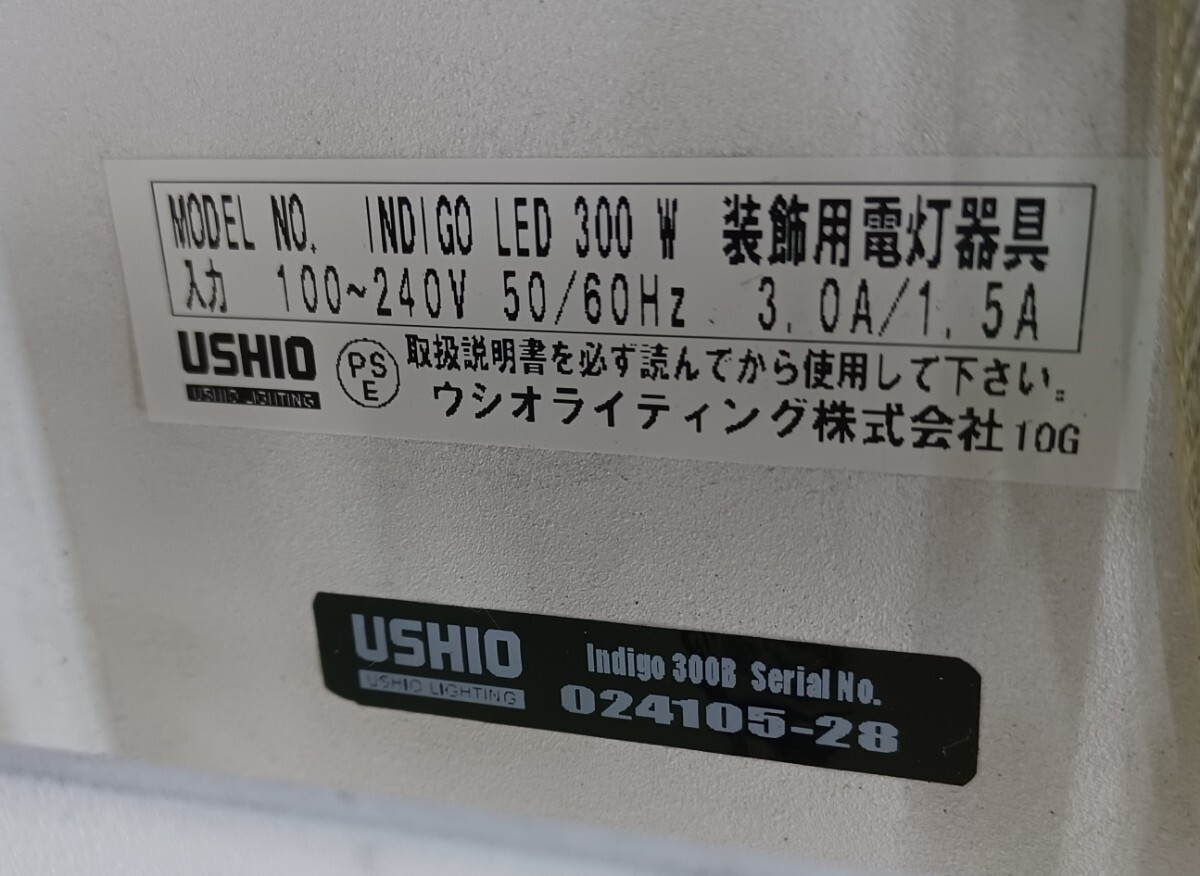 MODEL NO. INDIGO LED 300 W 装飾用電灯器具
入力 100~240V 50/60Hz 3.0A/1.5A
USHIO
USHIO LIGHTING
PS
E
取扱説明書を必ず読んでから使用して下さい。
ウシオライティング株式会社 10G
USHIO
USHIO LIGHTING
Indigo 300B Serial No.
024105-28